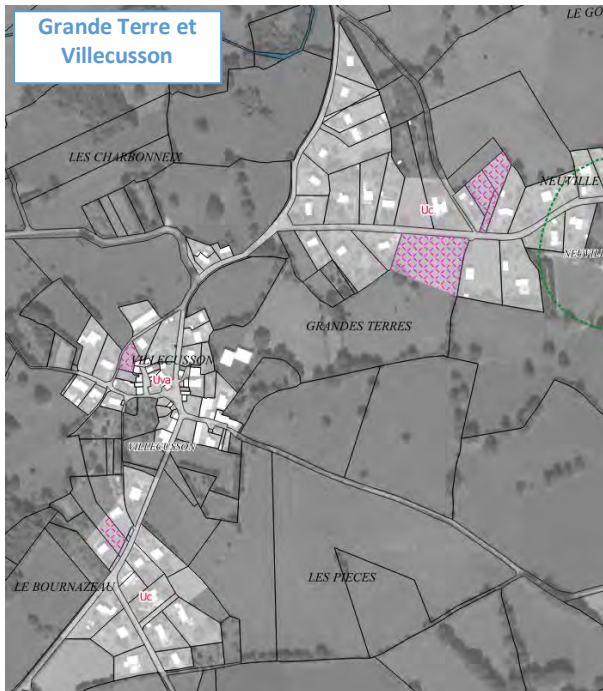 Grande Terre et
Villecusson
LE GO
LES CHARBONNEIX
NEUVILLE
Uc
NEUVILL
GRANDES TERRES
VILLECUSSON
Uva
VILLECUSSON
LES PIECES
LE BOURNAZEAU
Uc